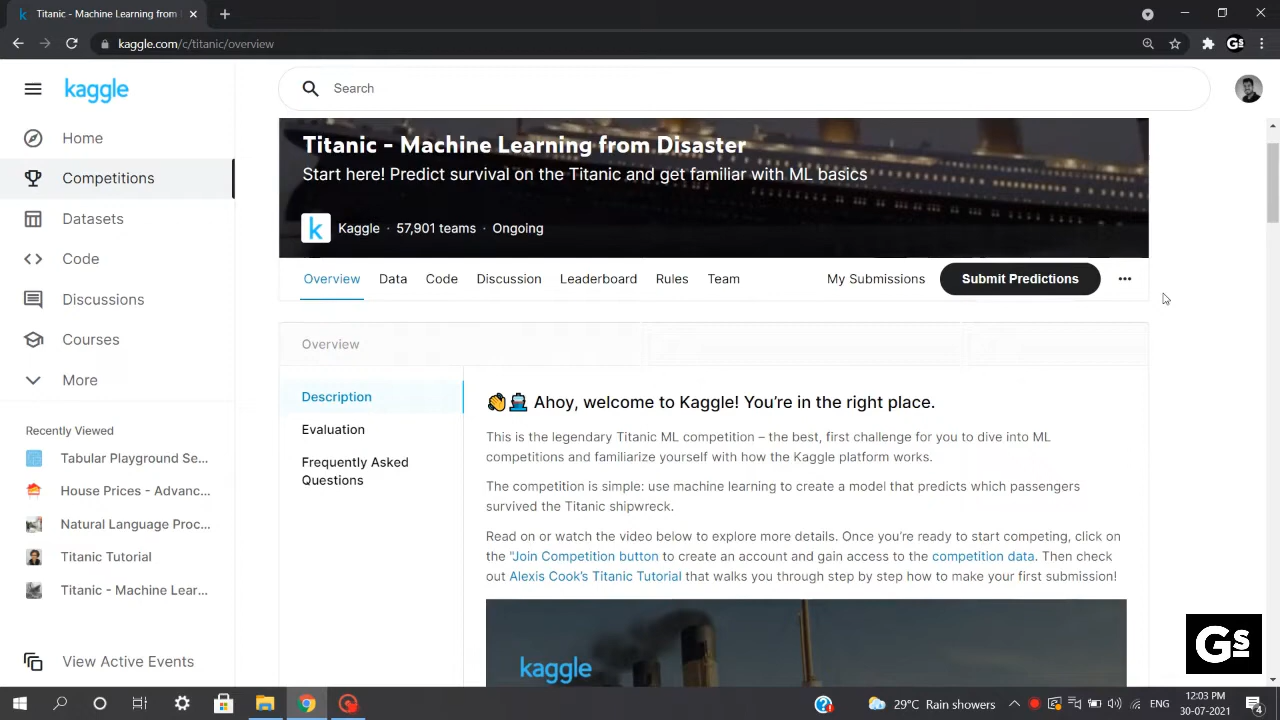 Titanic - Machine Learning from
kaggle.com/c/titanic/overview
kaggle
Search
Home
Competitions
Datasets
Code
Discussions
Courses
More
Recently Viewed
Tabular Playground Se...
House Prices - Advanc...
Natural Language Proc...
Titanic Tutorial
Titanic - Machine Lear...
View Active Events
Titanic - Machine Learning from Disaster
Start here! Predict survival on the Titanic and get familiar with ML basics
k Kaggle · 57,901 teams · Ongoing
Overview Data Code Discussion Leaderboard Rules Team My Submissions Submit Predictions
Overview
Description
Evaluation
Frequently Asked
Questions
Ahoy, welcome to Kaggle! You’re in the right place.
This is the legendary Titanic ML competition – the best, first challenge for you to dive into ML
competitions and familiarize yourself with how the Kaggle platform works.
The competition is simple: use machine learning to create a model that predicts which passengers
survived the Titanic shipwreck.
Read on or watch the video below to explore more details. Once you’re ready to start competing, click on
the "Join Competition button to create an account and gain access to the competition data. Then check
out Alexis Cook’s Titanic Tutorial that walks you through step by step how to make your first submission!
kaggle
Gs
29°C Rain showers
ENG
12:03 PM
30-07-2021
4